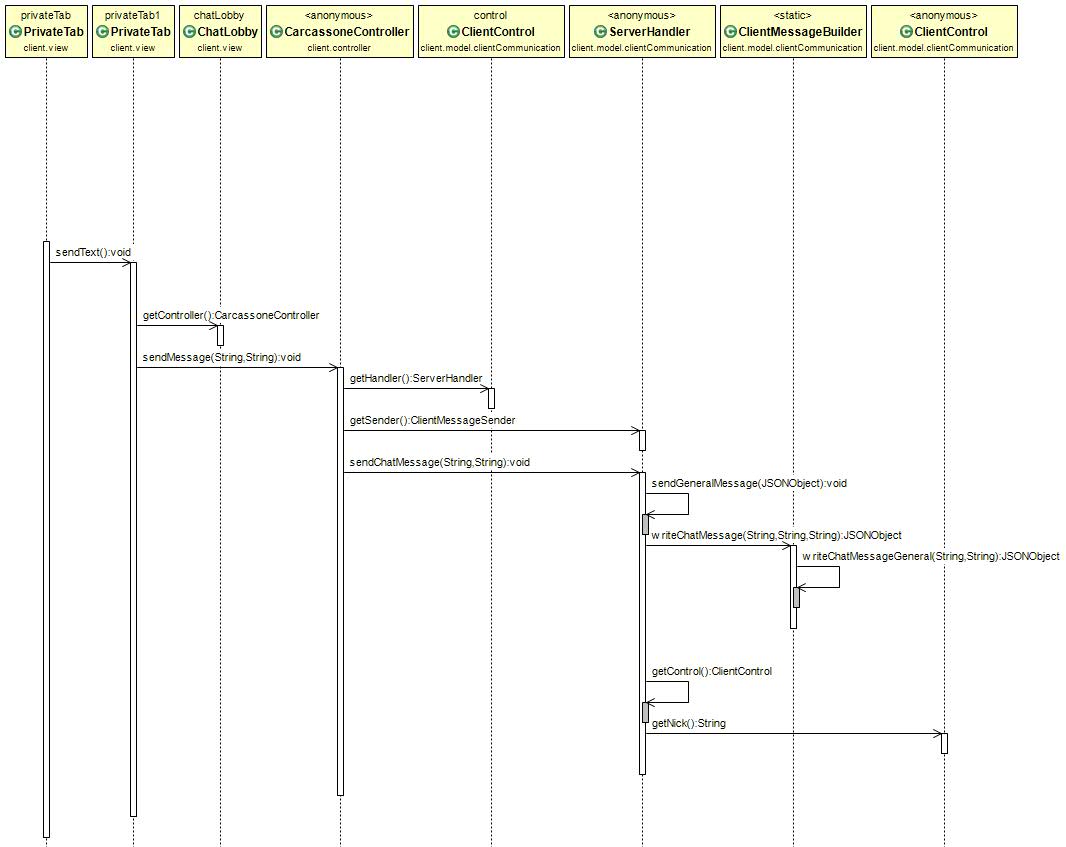 privateTab
PrivateTab
client.view
privateTab1
PrivateTab
client.view
chatLobby
ChatLobby
client.view
<anonymous>
CarcassoneController
client.controller
control
ClientControl
client.model.clientCommunication
<anonymous>
ServerHandler
client.model.clientCommunication
<static>
ClientMessageBuilder
client.model.clientCommunication
<anonymous>
ClientControl
client.model.clientCommunication
sendText():void
getController():CarcassoneController
sendMessage(String,String):void
getHandler():ServerHandler
getSender():ClientMessageSender
sendChatMessage(String,String):void
sendGeneralMessage(JSONObject):void
writeChatMessage(String,String,String):JSONObject
writeChatMessageGeneral(String,String):JSONObject
getControl():ClientControl
getNick():String